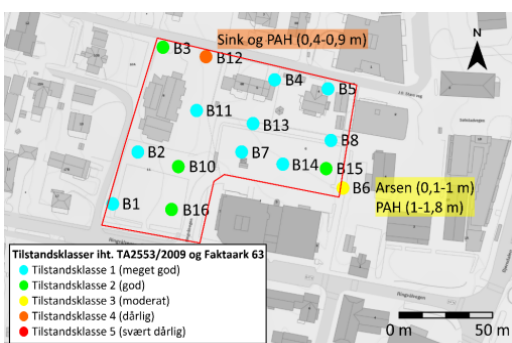 Sink og PAH (0,4-0,9 m)
N
B3
B12
B4
B5
B11
B13
B8
B2
B7
B10
B14
B15
B6
Arsen (0,1-1 m)
PAH (1-1,8 m)
B1
B16
Tilstandsklasser iht. TA2553/2009 og Faktaark 63
Tilstandsklasse 1 (meget god)
Tilstandsklasse 2 (god)
Tilstandsklasse 3 (moderat)
Tilstandsklasse 4 (dårlig)
Tilstandsklasse 5 (svært dårlig)
0 m
50 m